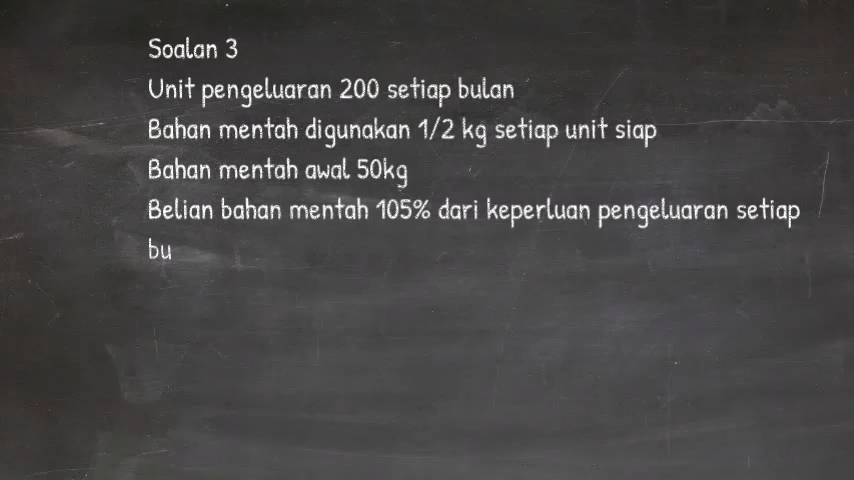 Soalan 3
Unit pengeluaran 200 setiap bulan
Bahan mentah digunakan 1/2 kg setiap unit siap
Bahan mentah awal 50kg
Belian bahan mentah 105% dari keperluan pengeluaran setiap
bu